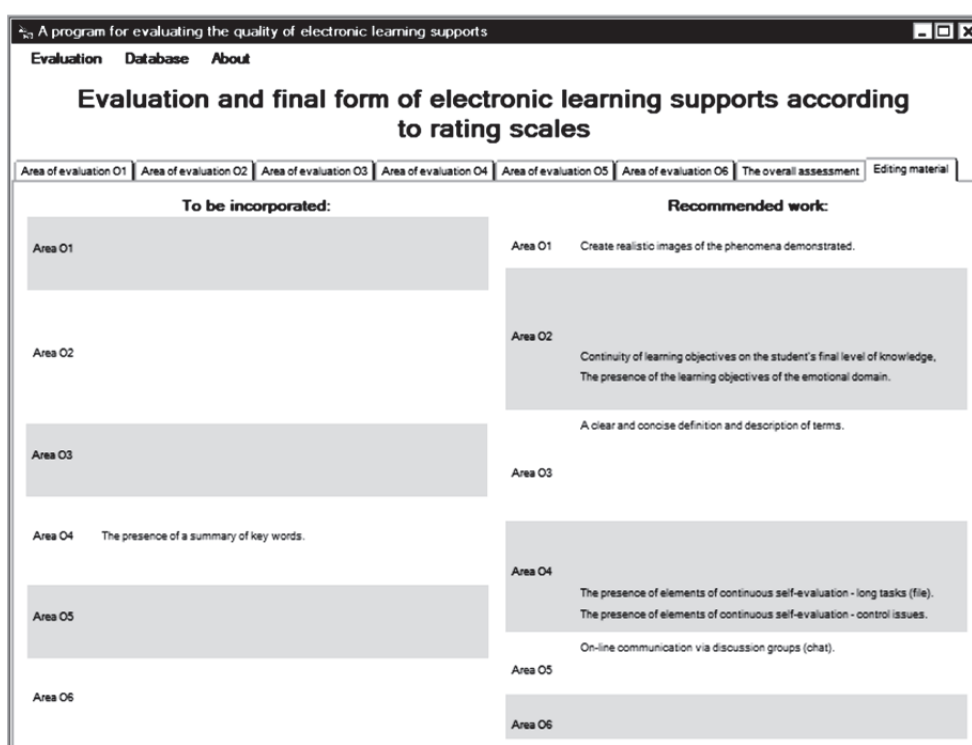 A program for evaluating the quality of electronic learning supports
Evaluation Database About
Evaluation and final form of electronic learning supports according
to rating scales
Area of evaluation O1 Area of evaluation O2 Area of evaluation O3 Area of evaluation O4 Area of evaluation O5 Area of evaluation O6 The overall assessment Editing material
To be incorporated:
Area O1
Area O2
Area O3
Area O4 The presence of a summary of key words.
Area O5
Area O6
Recommended work:
Area O1 Create realistic images of the phenomena demonstrated.
Area O2
Continuity of learning objectives on the student's final level of knowledge,
The presence of the learning objectives of the emotional domain.
A clear and concise definition and description of terms.
Area O3
Area O4
The presence of elements of continuous self-evaluation - long tasks (file).
The presence of elements of continuous self-evaluation - control issues.
On-line communication via discussion groups (chat).
Area O5
Area O6